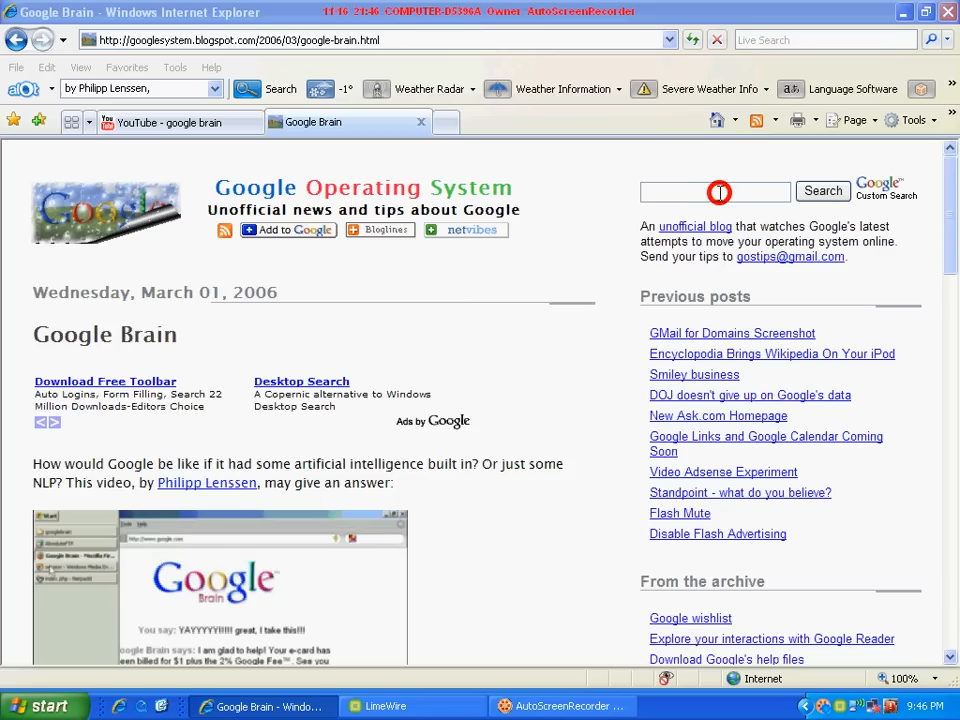 Google Brain - Windows Internet Explorer
11-16 21-46 COMPUTER-D5396A Owner AutoScreenRecorder
http://googlesystem.blogspot.com/2006/03/google-brain.html
Live Search
File Edit View Favorites Tools Help
by Philipp Lenssen,
Search
-1°
Weather Radar
Weather Information
Severe Weather Info
Language Software
YouTube - google brain
Google Brain
Page
Tools
Google Operating System
Unofficial news and tips about Google
Add to Google
Bloglines
netvibes
Search
Google™
Custom Search
An unofficial blog that watches Google's latest
attempts to move your operating system online.
Send your tips to gostips@gmail.com.
Wednesday, March 01, 2006
Google Brain
Download Free Toolbar
Auto Logins, Form Filling, Search 22
Million Downloads-Editors Choice
Desktop Search
A Copernic alternative to Windows
Desktop Search
Ads by Google
How would Google be like if it had some artificial intelligence built in? Or just some
NLP? This video, by Philipp Lenssen, may give an answer:
Start
http://www.google.com
Google Brain - Mozilla Fi...
Google™
Brain
You say: YAYYYY!!!!! great, I take this!!!
Google Brain says: I am glad to help! Your e-card has
been billed for $1 plus the 2% Google Fee™. See you
Previous posts
GMail for Domains Screenshot
Encyclopedia Brings Wikipedia On Your iPod
Smiley business
DOJ doesn't give up on Google's data
New Ask.com Homepage
Google Links and Google Calendar Coming
Soon
Video Adsense Experiment
Standpoint - what do you believe?
Flash Mute
Disable Flash Advertising
From the archive
Google wishlist
Explore your interactions with Google Reader
Download Google's help files
Internet
100%
start
Google Brain - Windo...
LimeWire
AutoScreenRecorder ...
9:46 PM